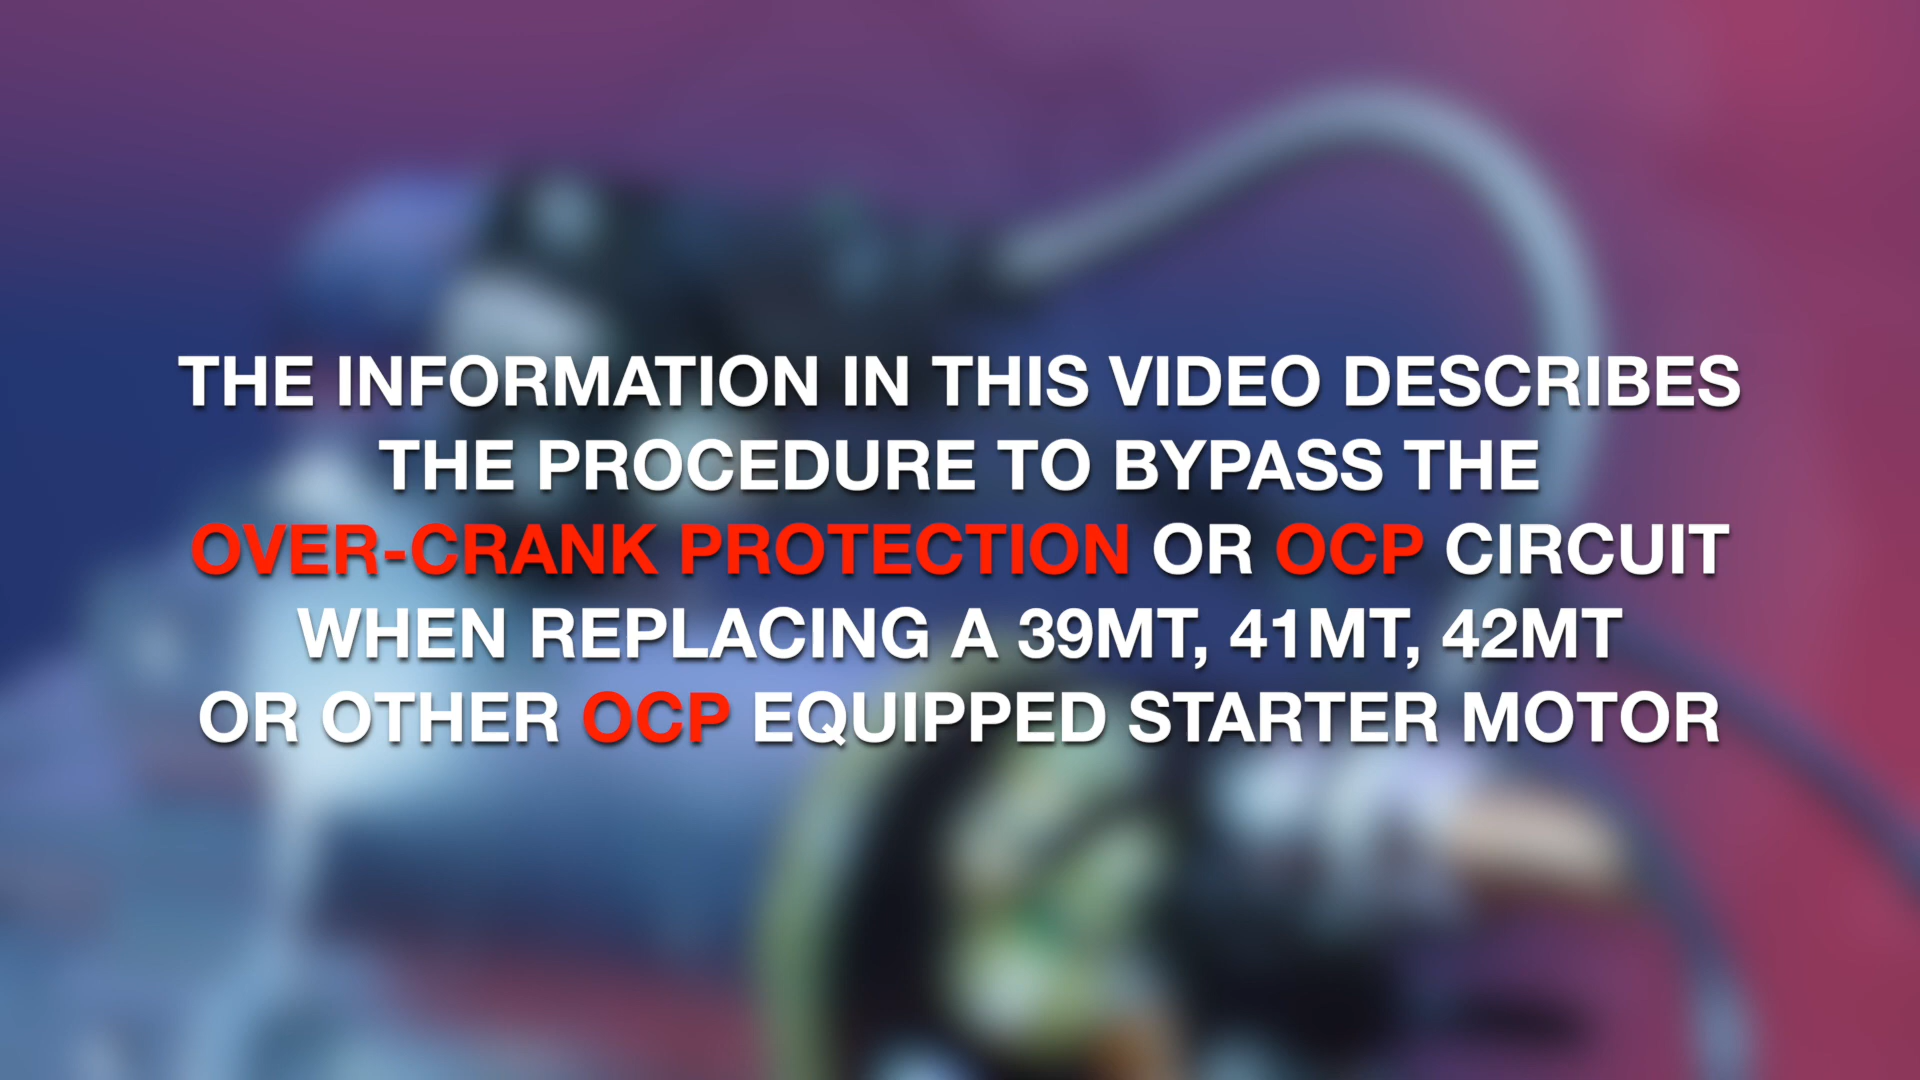 THE INFORMATION IN THIS VIDEO DESCRIBES
THE PROCEDURE TO BYPASS THE
OVER-CRANK PROTECTION OR OCP CIRCUIT
WHEN REPLACING A 39MT, 41MT, 42MT
OR OTHER OCP EQUIPPED STARTER MOTOR